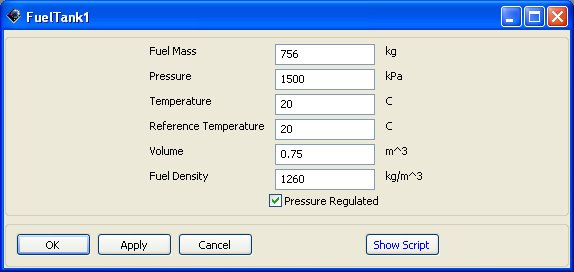 FuelTank1
Fuel Mass 756 kg
Pressure 1500 kPa
Temperature 20 C
Reference Temperature 20 C
Volume 0.75 m^3
Fuel Density 1260 kg/m^3
Pressure Regulated
OK Apply Cancel Show Script